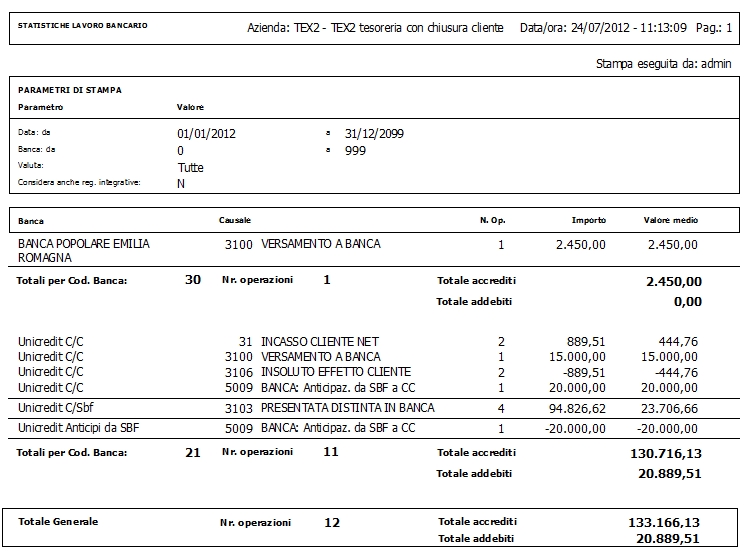 STATISTICHE LAVORO BANCARIO Azienda: TEX2 - TEX2 tesoreria con chiusura cliente Data/ora: 24/07/2012 - 11:13:09 Pag.: 1
Stampa eseguita da: admin
PARAMETRI DI STAMPA
Parametro Valore
Data: da 01/01/2012 a 31/12/2099
Banca: da 0 a 999
Valuta: Tutte
Considera anche reg. integrative: N
Banca Causale N. Op. Importo Valore medio
BANCA POPOLARE EMILIA 3100 VERSAMENTO A BANCA 1 2.450,00 2.450,00
ROMAGNA
Totali per Cod. Banca: 30 Nr. operazioni 1 Totale accrediti 2.450,00
Totale addebiti 0,00
Unicredit C/C 31 INCASSO CLIENTE NET 2 889,51 444,76
Unicredit C/C 3100 VERSAMENTO A BANCA 1 15.000,00 15.000,00
Unicredit C/C 3106 INSOLUTO EFFETTO CLIENTE 2 -889,51 -444,76
Unicredit C/C 5009 BANCA: Anticipaz. da SBF a CC 1 20.000,00 20.000,00
Unicredit C/Sbf 3103 PRESENTATA DISTINTA IN BANCA 4 94.826,62 23.706,66
Unicredit Anticipi da SBF 5009 BANCA: Anticipaz. da SBF a CC 1 -20.000,00 -20.000,00
Totali per Cod. Banca: 21 Nr. operazioni 11 Totale accrediti 130.716,13
Totale addebiti 20.889,51
Totale Generale Nr. operazioni 12 Totale accrediti 133.166,13
Totale addebiti 20.889,51